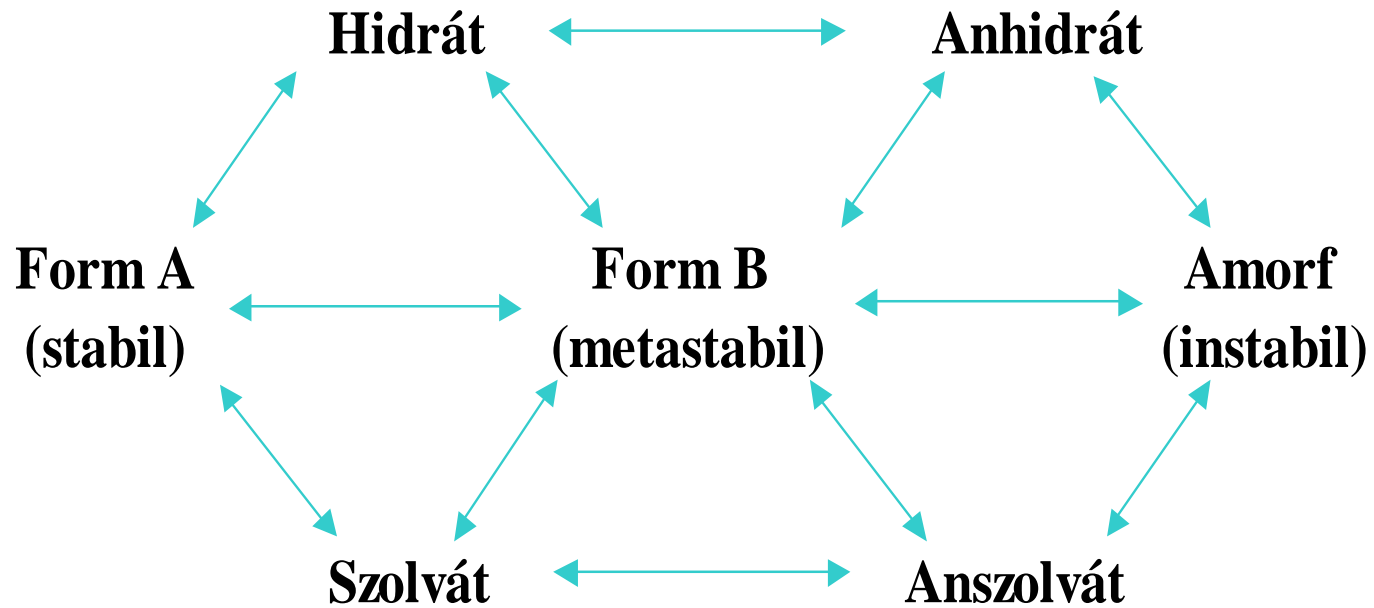 Hidrát
Anhidrát
Form A
(stabil)
Form B
(metastabil)
Amorf
(instabil)
Szolvát
Anszolvát